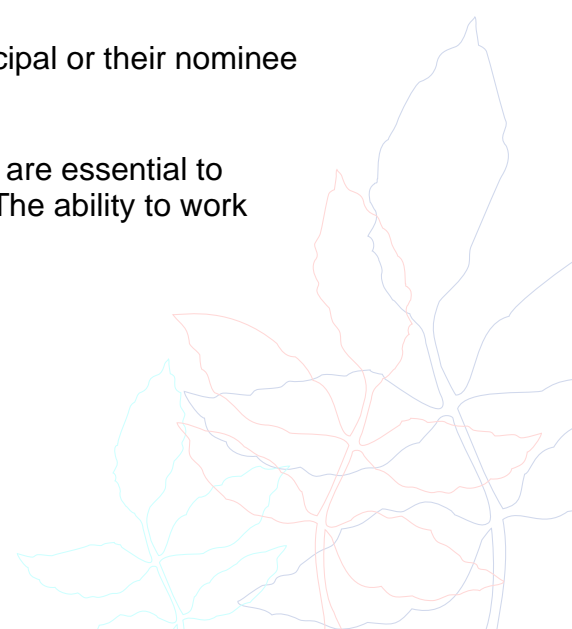 cipal or their nominee
are essential to
The ability to work